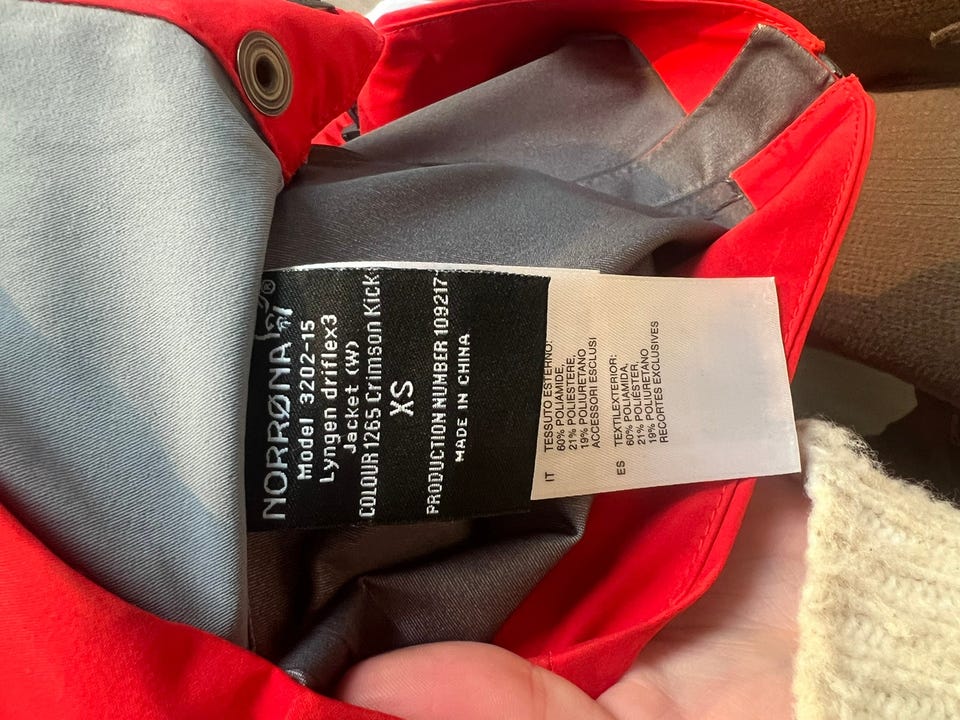 NORRØNA®
Model 3202-15
Lyngen driflex3
Jacket (W)
COLOUR 1265 Crimson Kick
XS
PRODUCTION NUMBER 109217
MADE IN CHINA
IT TESSUTO ESTERNO:
60% POLIAMIDE,
21% POLIESTERE,
19% POLIURETANO
ACCESSORI ESCLUSI
ES TEXTILEXTERIOR:
60% POLIAMIDA,
21% POLIÉSTER,
19% POLIURETANO
RECORTES EXCLUSIVES